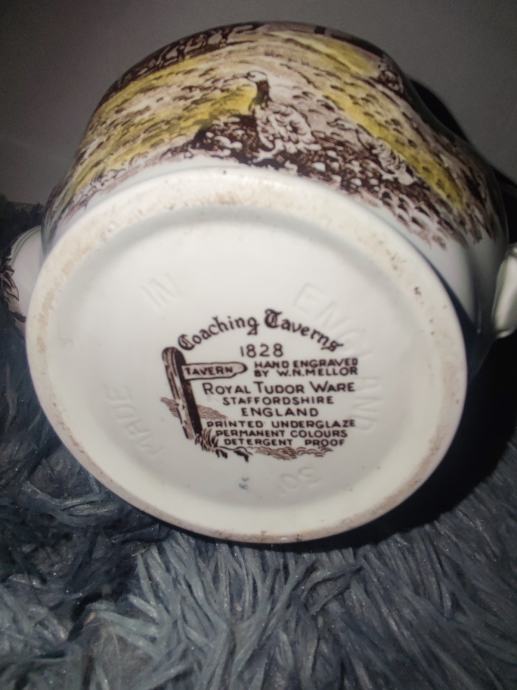 Coaching Taverns
1828
TAVERN
HAND ENGRAVED
BY W.N. MELLOR
ROYAL TUDOR WARE
STAFFORDSHIRE
ENGLAND
PRINTED UNDERGLAZE
PERMANENT COLOURS
DETERGENT PROOF
MADE
IN
ENGLAND